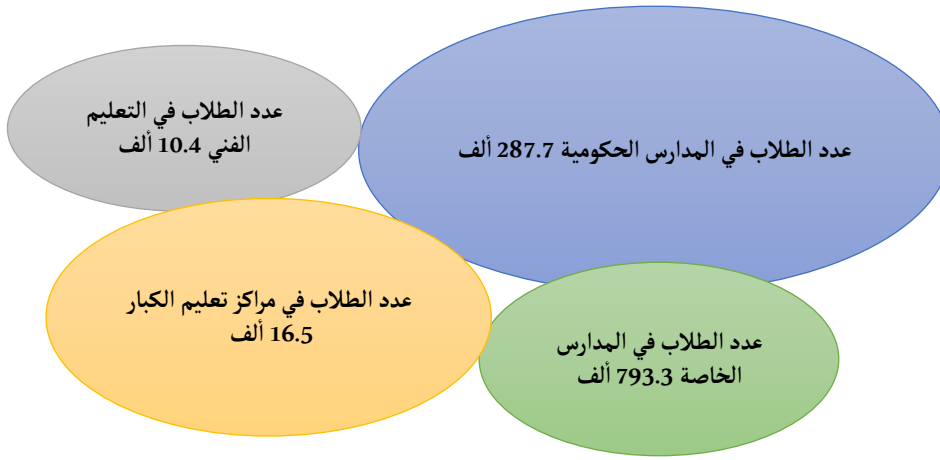 عدد الطلاب في المدارس الحكومية 287.7 ألف
عدد الطلاب في التعليم
الفني 10.4 ألف
عدد الطلاب في مراكز تعليم الكبار
16.5 ألف
عدد الطلاب في المدارس
الخاصة 793.3 ألف